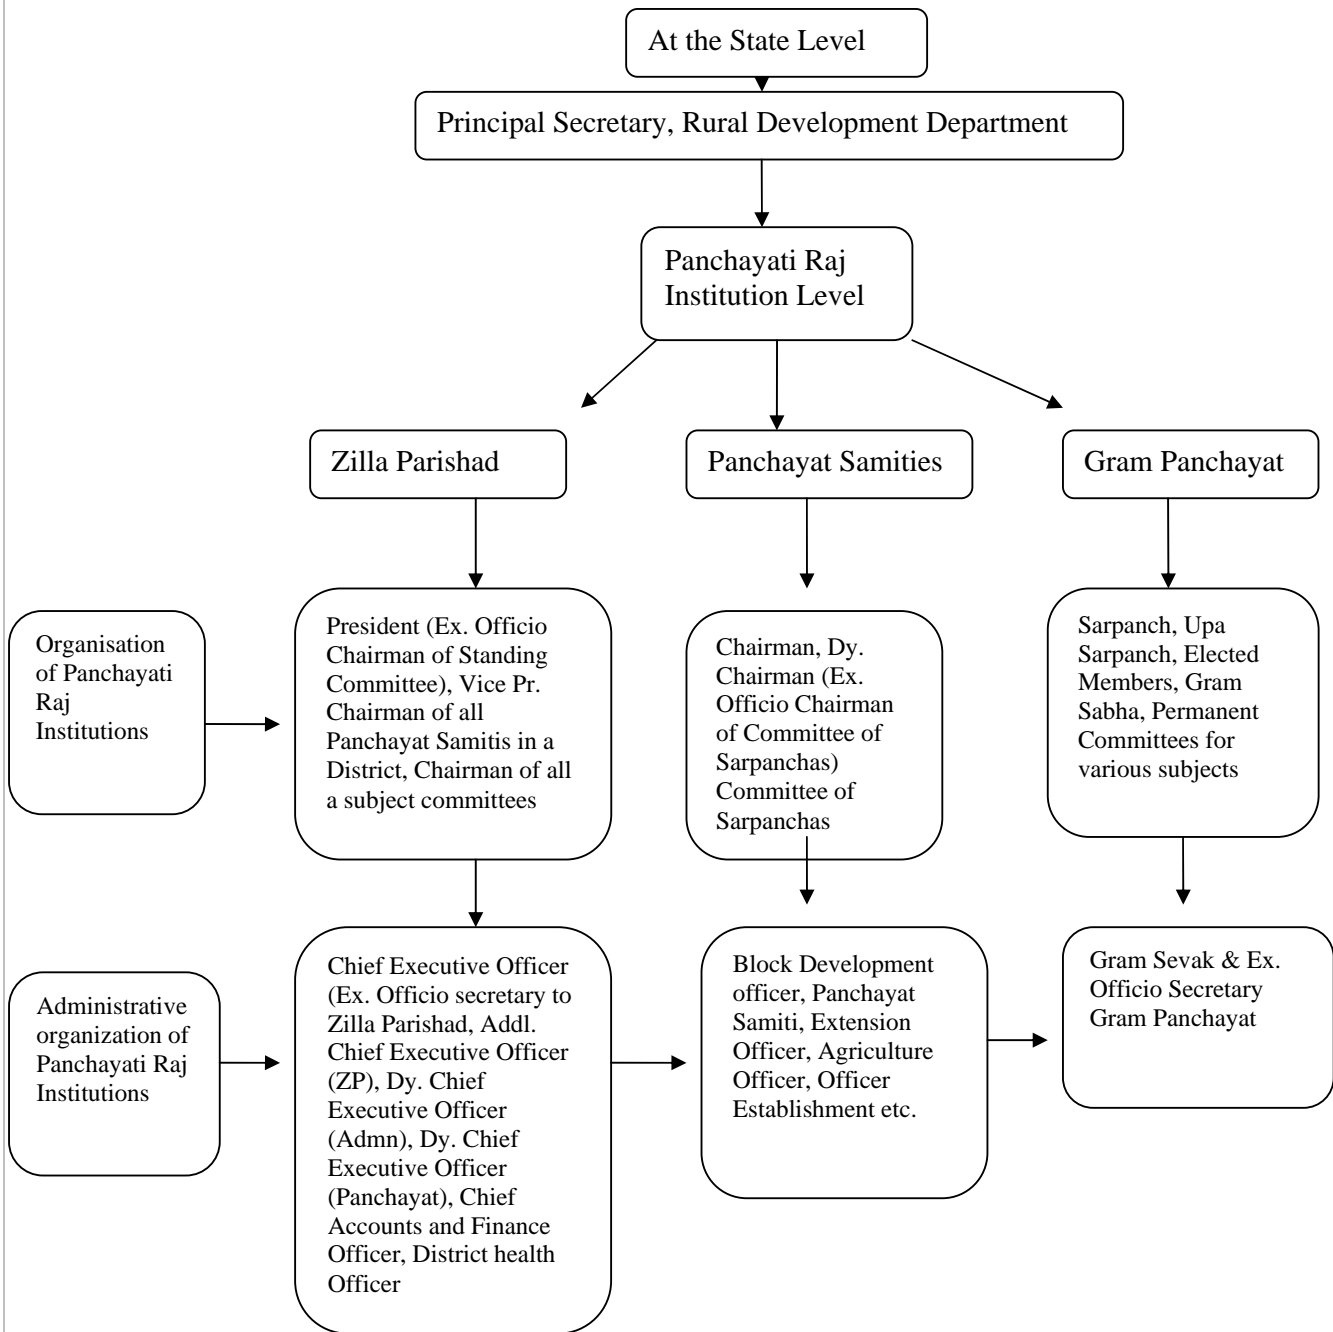 At the State Level
Principal Secretary, Rural Development Department
Panchayati Raj
Institution Level
Zilla Parishad
Panchayat Samities
Gram Panchayat
Organisation
of Panchayati
Raj
Institutions
President (Ex. Officio
Chairman of Standing
Committee), Vice Pr.
Chairman of all
Panchayat Samitis in a
District, Chairman of all
a subject committees
Chairman, Dy.
Chairman (Ex.
Officio Chairman
of Committee of
Sarpanchas)
Committee of
Sarpanchas
Sarpanch, Upa
Sarpanch, Elected
Members, Gram
Sabha, Permanent
Committees for
various subjects
Administrative
organization of
Panchayati Raj
Institutions
Chief Executive Officer
(Ex. Officio secretary to
Zilla Parishad, Addl.
Chief Executive Officer
(ZP), Dy. Chief
Executive Officer
(Admn), Dy. Chief
Executive Officer
(Panchayat), Chief
Accounts and Finance
Officer, District health
Officer
Block Development
officer, Panchayat
Samiti, Extension
Officer, Agriculture
Officer, Officer
Establishment etc.
Gram Sevak & Ex.
Officio Secretary
Gram Panchayat